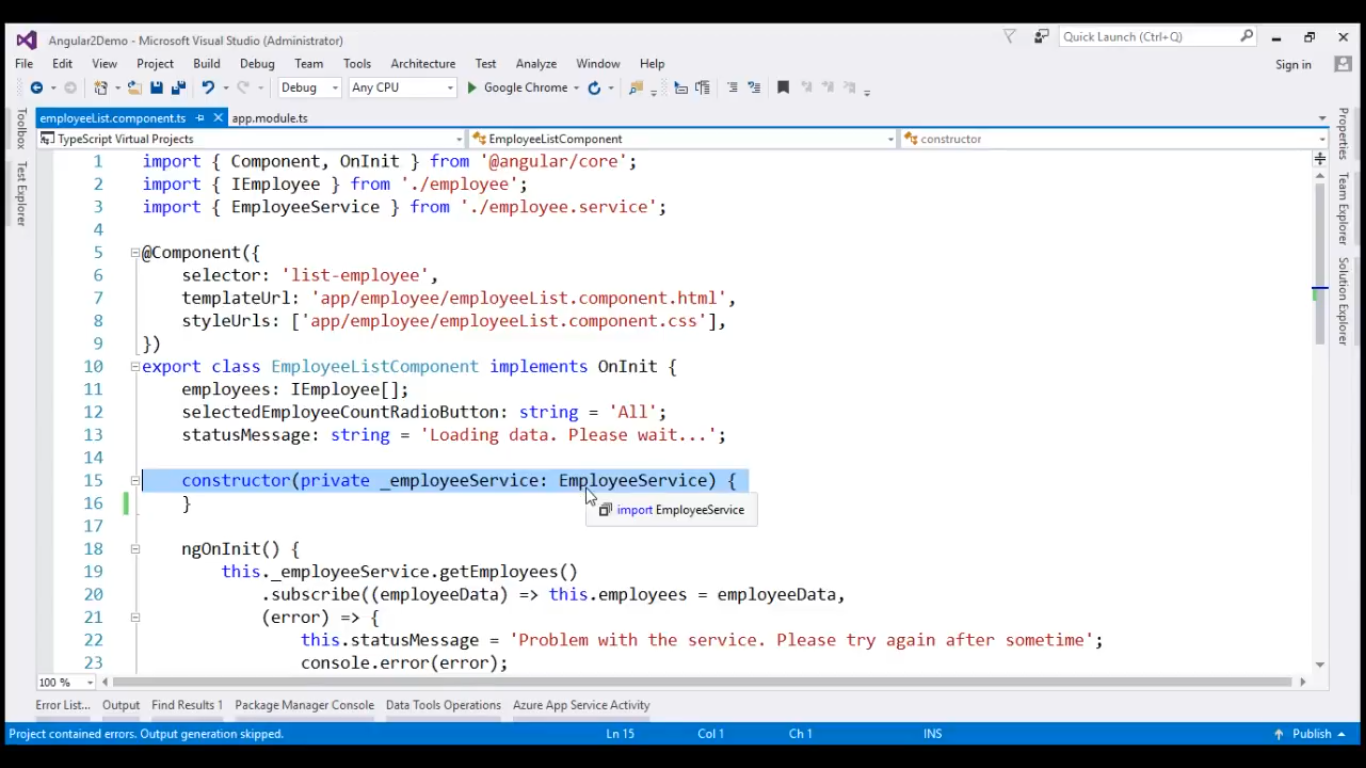 Angular2Demo - Microsoft Visual Studio (Administrator)
Quick Launch (Ctrl+Q)
File Edit View Project Build Debug Team Tools Architecture Test Analyze Window Help
Sign in
Debug Any CPU Google Chrome
employeeList.component.ts app.module.ts
TypeScript Virtual Projects EmployeeListComponent constructor
Toolbox
Test Explorer
Properties
Team Explorer
Solution Explorer
1 import { Component, OnInit } from '@angular/core';
2 import { IEmployee } from './employee';
3 import { EmployeeService } from './employee.service';
4
5 @Component({
6 selector: 'list-employee',
7 templateUrl: 'app/employee/employeeList.component.html',
8 styleUrls: ['app/employee/employeeList.component.css'],
9 })
10 export class EmployeeListComponent implements OnInit {
11 employees: IEmployee[];
12 selectedEmployeeCountRadioButton: string = 'All';
13 statusMessage: string = 'Loading data. Please wait...';
14
15 constructor(private _employeeService: EmployeeService) {
16 }
import EmployeeService
17
18 ngOnInit() {
19 this._employeeService.getEmployees()
20 .subscribe((employeeData) => this.employees = employeeData,
21 (error) => {
22 this.statusMessage = 'Problem with the service. Please try again after sometime';
23 console.error(error);
100 %
Error List... Output Find Results 1 Package Manager Console Data Tools Operations Azure App Service Activity
Project contained errors. Output generation skipped. Ln 15 Col 1 Ch 1 INS Publish